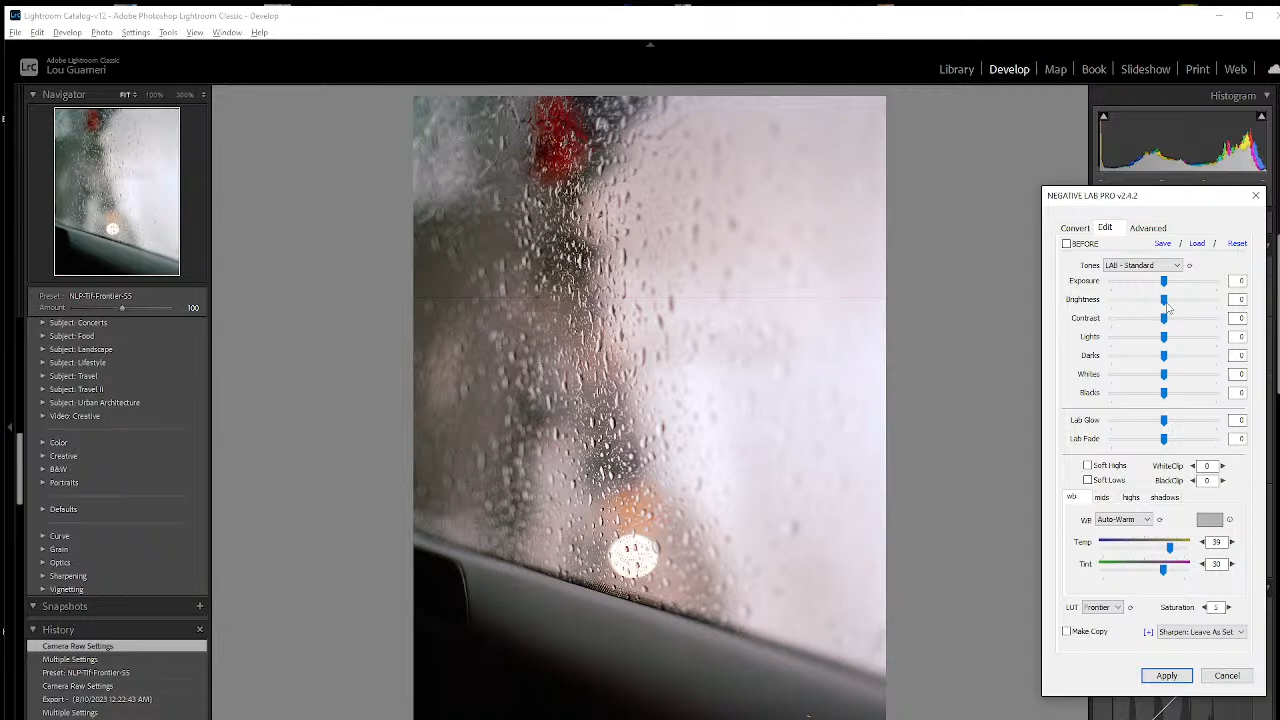 Lightroom Catalog-v12 - Adobe Photoshop Lightroom Classic - Develop
File Edit Develop Photo Settings Tools View Window Help
LrC Adobe Lightroom Classic
Lou Guarneri
Library | Develop | Map | Book | Slideshow | Print | Web
Navigator FIT 100% 300%
Histogram
NEGATIVE LAB PRO v2.4.2
Convert Edit Advanced
BEFORE Save / Load / Reset
Tones LAB - Standard
Exposure 0
Brightness 0
Contrast 0
Lights 0
Darks 0
Whites 0
Blacks 0
Lab Glow 0
Lab Fade 0
Soft Highs WhiteClip 0
Soft Lows BlackClip 0
wb mids highs shadows
WB Auto-Warm
Temp 39
Tint 30
LUT Frontier Saturation 5
Make Copy [+] Sharpen: Leave As Set
Apply Cancel
Preset: NLP-Tif-Frontier-S5
Amount 100
Subject: Concerts
Subject: Food
Subject: Landscape
Subject: Lifestyle
Subject: Travel
Subject: Travel II
Subject: Urban Architecture
Video: Creative
Color
Creative
B&W
Portraits
Defaults
Curve
Grain
Optics
Sharpening
Vignetting
Snapshots +
History
Camera Raw Settings
Multiple Settings
Preset: NLP-Tif-Frontier-S5
Camera Raw Settings
Export - (8/10/2023 12:22:43 AM)
Multiple Settings